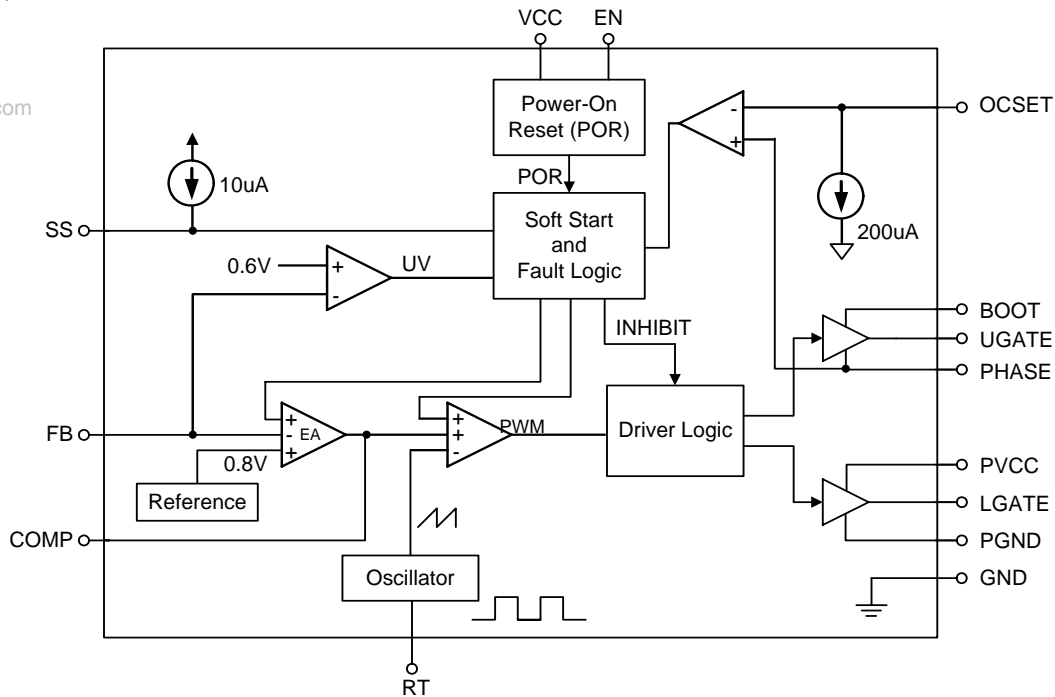 VCC EN
com
Power-On
Reset (POR)
-
+
OCSET
10uA
POR
SS
Soft Start
and
Fault Logic
200uA
0.6V
+
-
UV
BOOT
INHIBIT
UGATE
PHASE
FB
+
-
+
EA
+
+
-
PWM
Driver Logic
0.8V
PVCC
Reference
LGATE
COMP
PGND
Oscillator
GND
RT